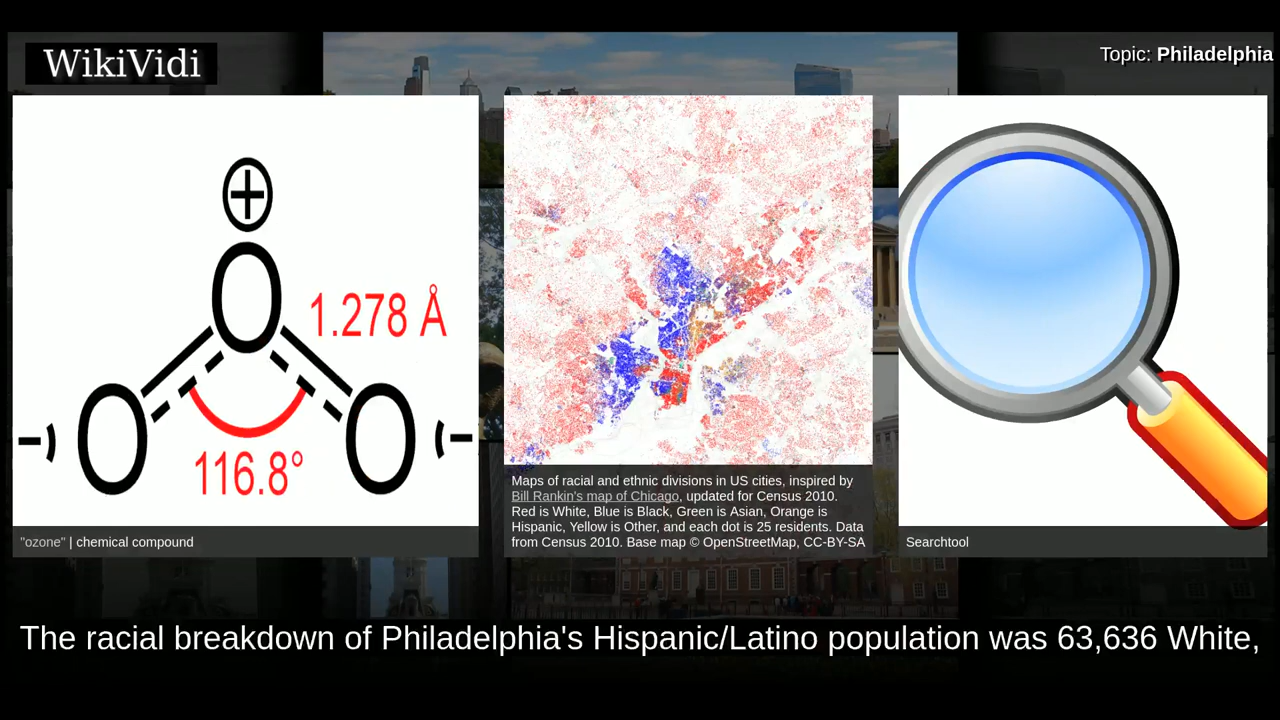 WikiVidi
Topic: Philadelphia
1.278 Å
116.8°
"ozone" | chemical compound
Maps of racial and ethnic divisions in US cities, inspired by
Bill Rankin's map of Chicago, updated for Census 2010.
Red is White, Blue is Black, Green is Asian, Orange is
Hispanic, Yellow is Other, and each dot is 25 residents. Data
from Census 2010. Base map © OpenStreetMap, CC-BY-SA
Searchtool
The racial breakdown of Philadelphia's Hispanic/Latino population was 63,636 White,